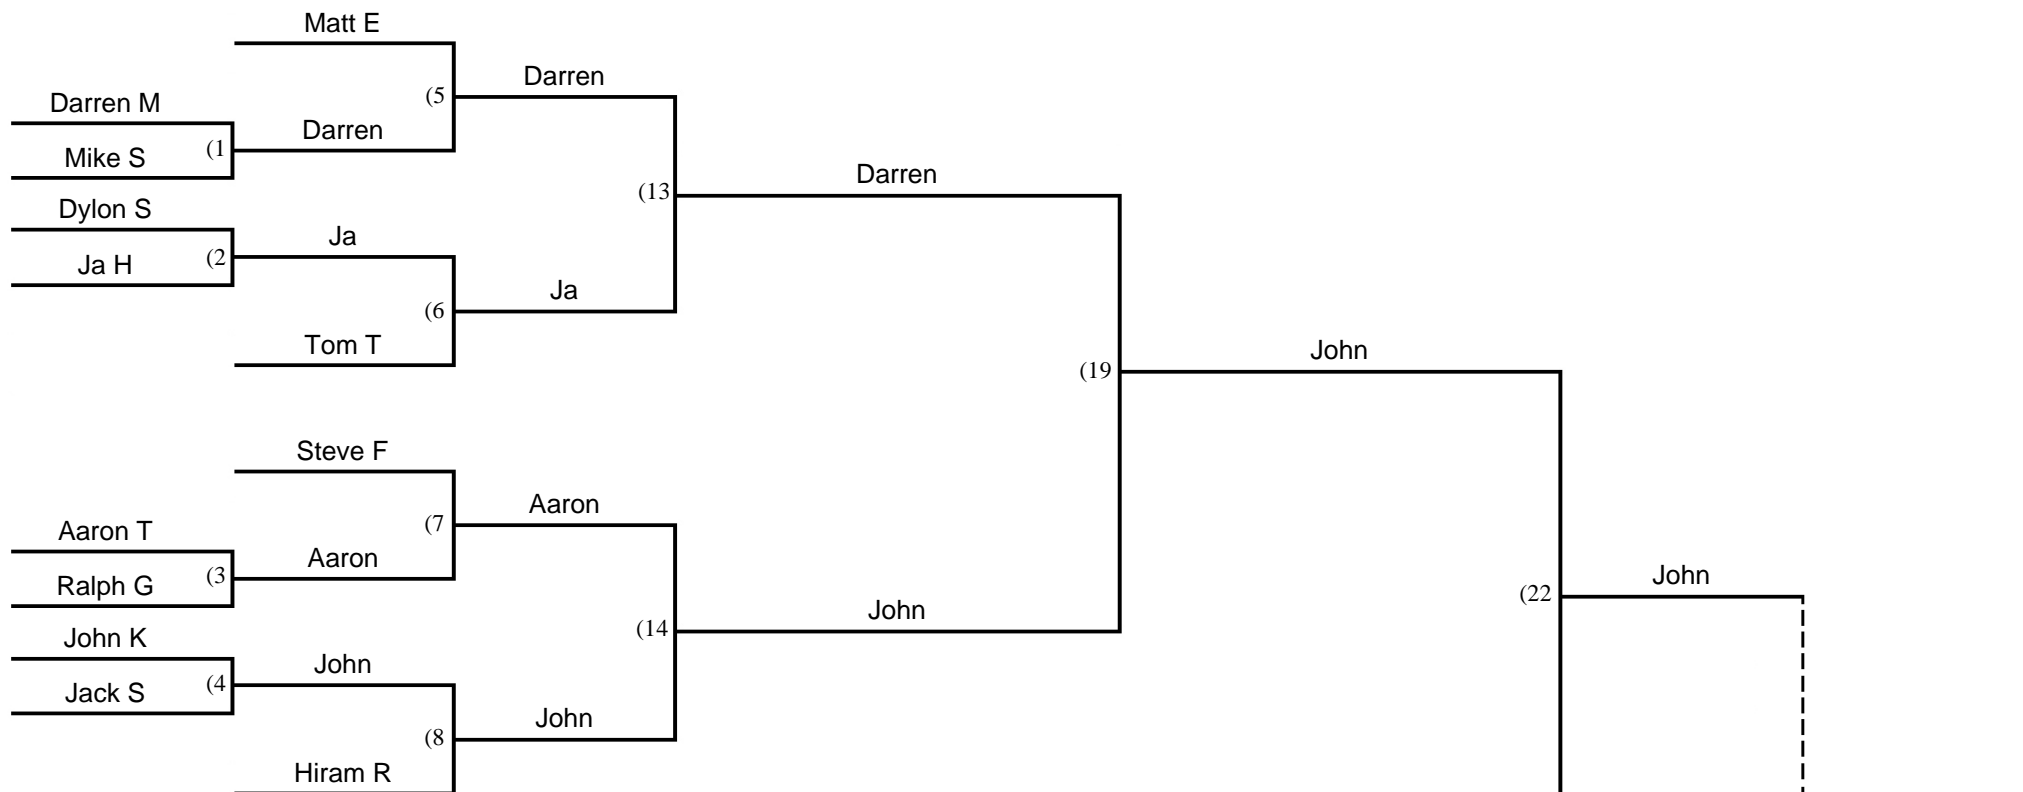 Matt E
Darren
(5
Darren M
Darren
(1
Mike S
Darren
(13
Dylon S
Ja
(2
Ja H
Ja
(6
John
Tom T
(19
Steve F
Aaron
(7
Aaron T
Aaron
(3
Ralph G
John
(22
John
(14
John K
John
(4
Jack S
John
(8
Hiram R